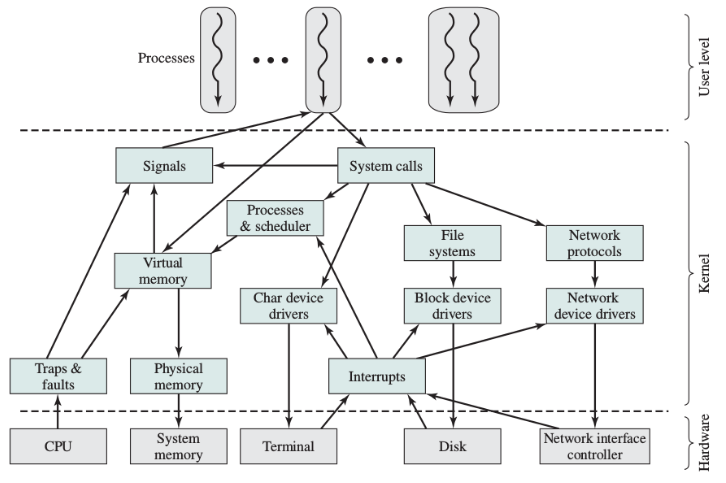 Processes
User level
Signals
System calls
Processes
& scheduler
File
systems
Network
protocols
Virtual
memory
Kernel
Char device
drivers
Block device
drivers
Network
device drivers
Traps &
faults
Physical
memory
Interrupts
CPU
System
memory
Terminal
Disk
Network interface
controller
Hardware